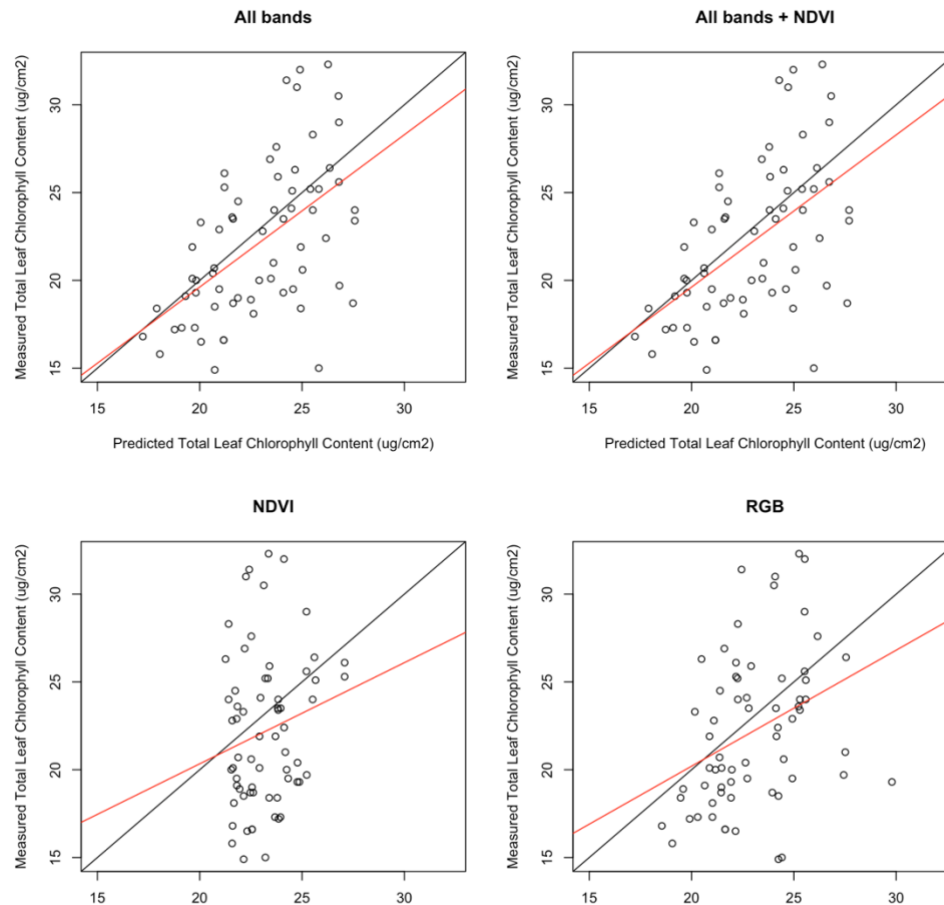 All bands
All bands + NDVI
Measured Total Leaf Chlorophyll Content (ug/cm2)
30
25
20
15
15 20 25 30
Predicted Total Leaf Chlorophyll Content (ug/cm2)
Measured Total Leaf Chlorophyll Content (ug/cm2)
30
25
20
15
15 20 25 30
Predicted Total Leaf Chlorophyll Content (ug/cm2)
NDVI
RGB
Measured Total Leaf Chlorophyll Content (ug/cm2)
30
25
20
15
15 20 25 30
Measured Total Leaf Chlorophyll Content (ug/cm2)
30
25
20
15
15 20 25 30